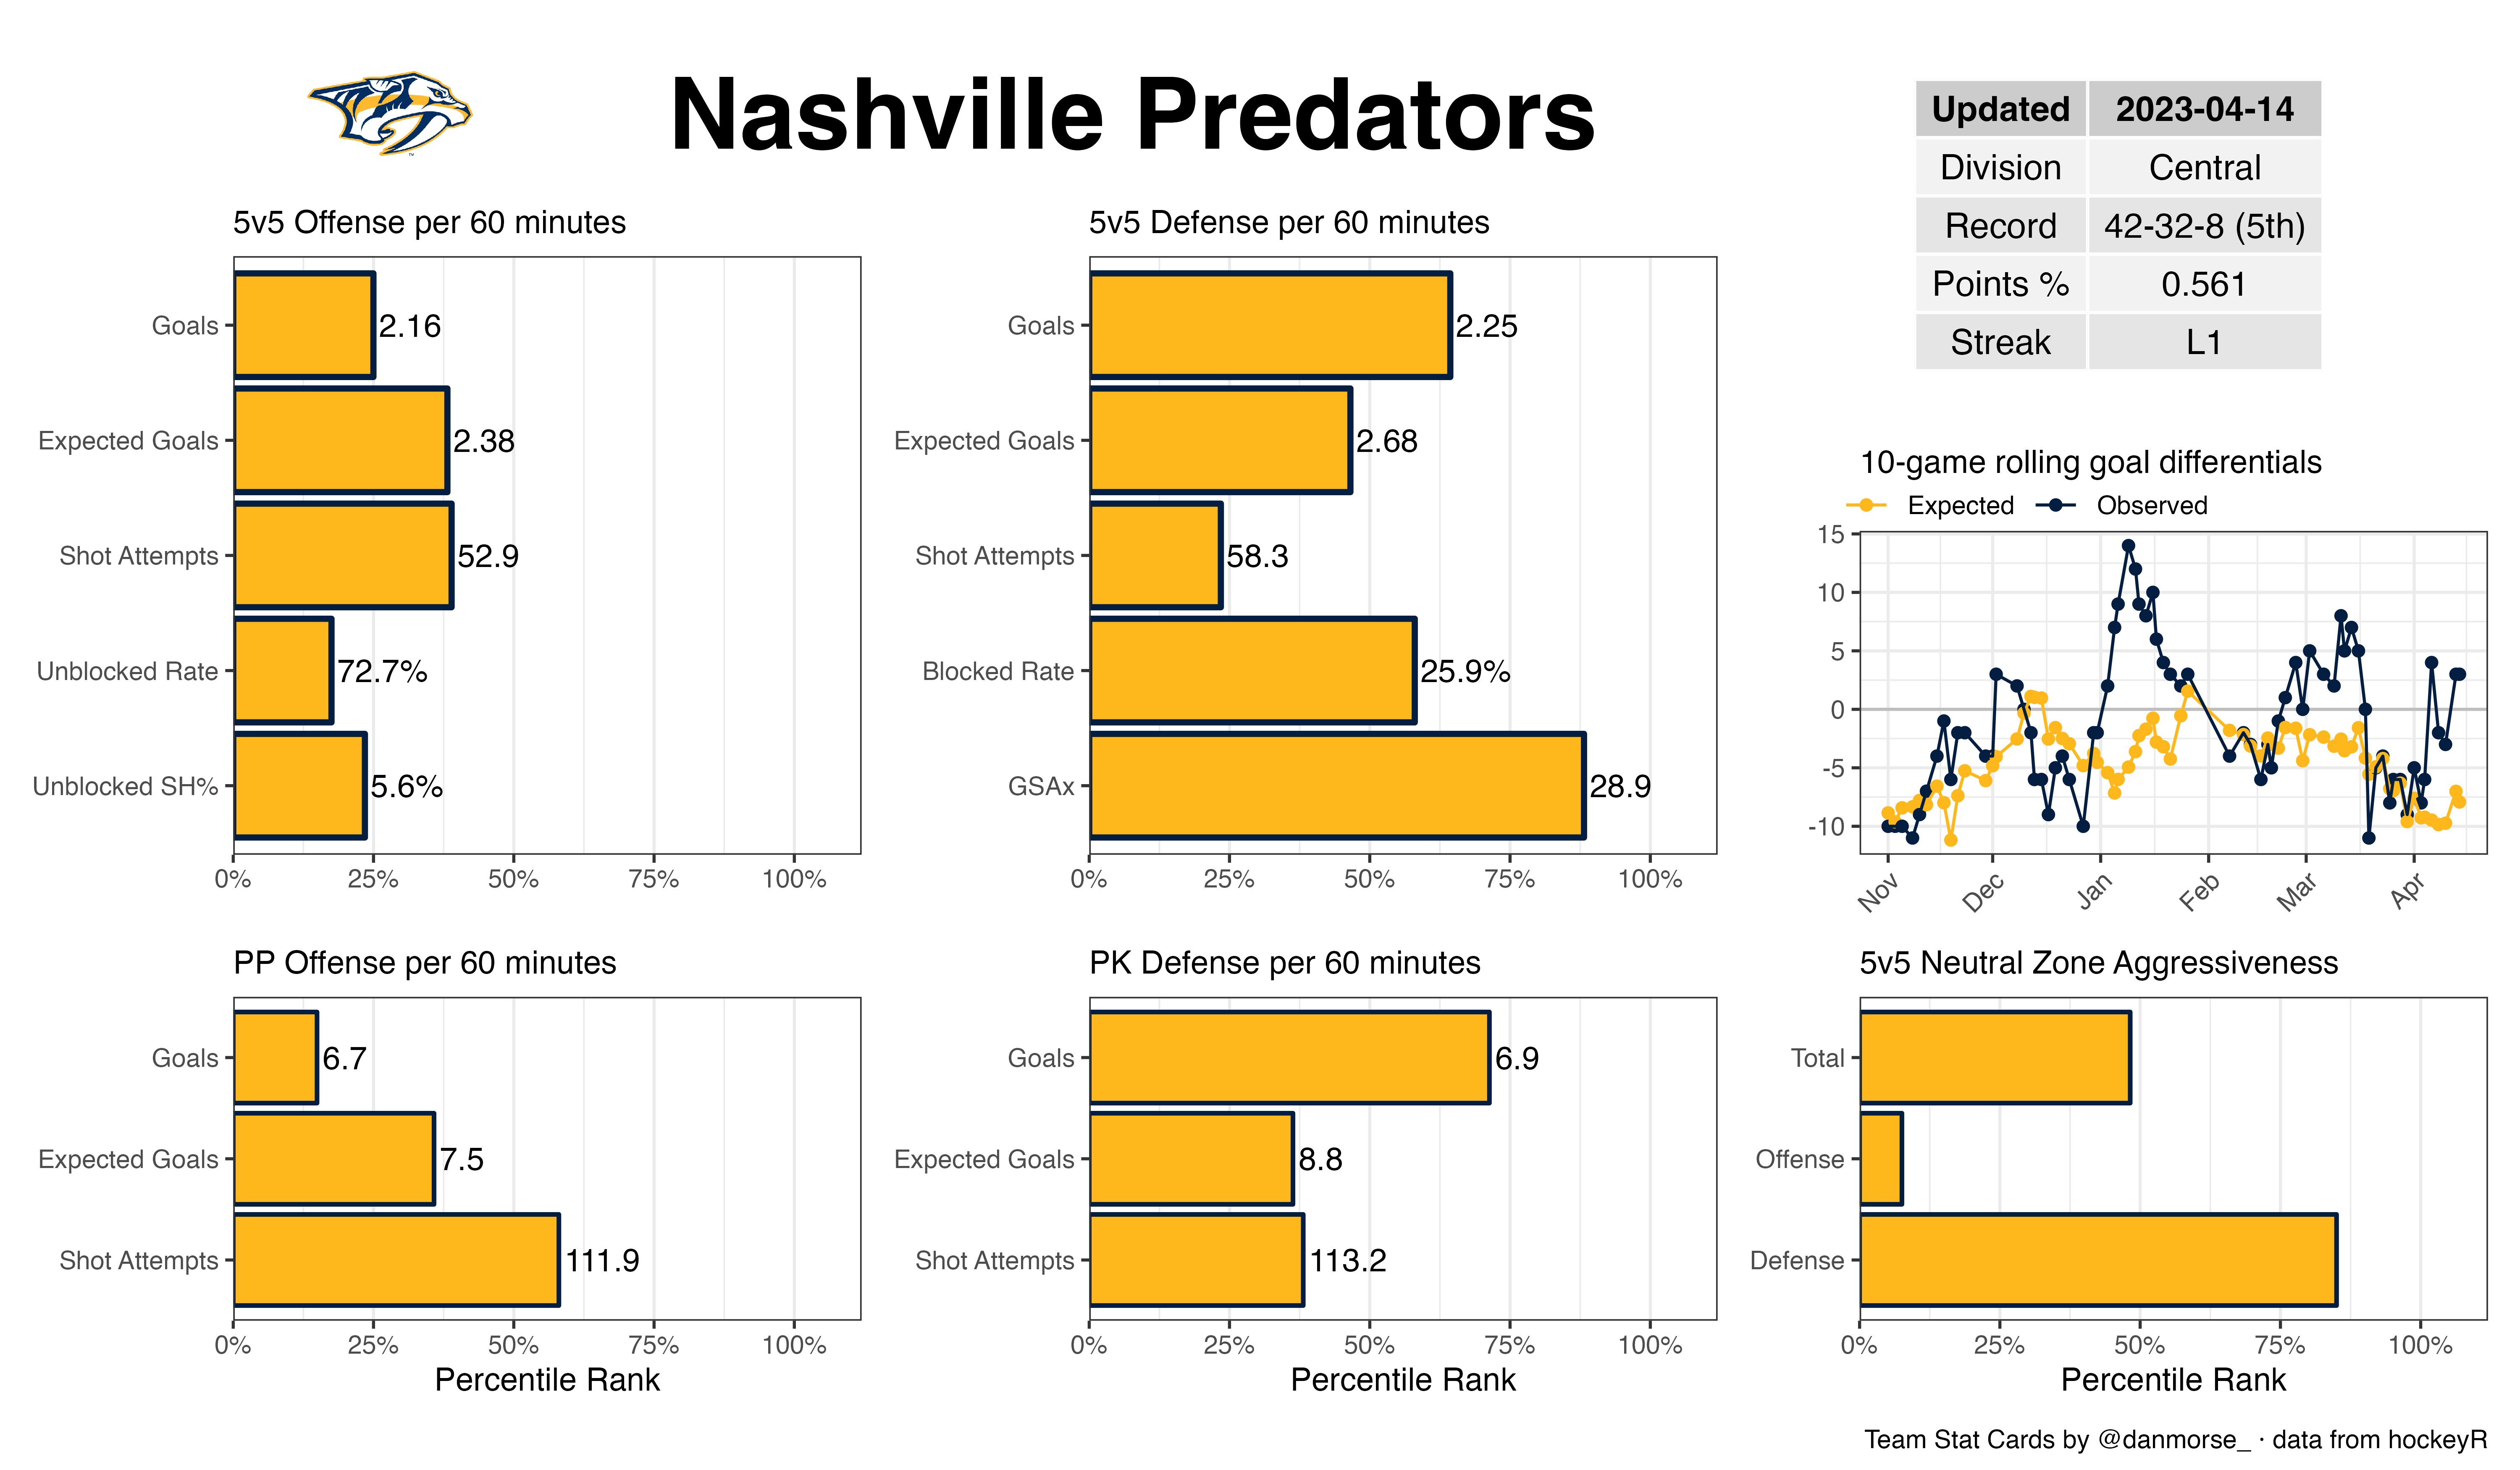 Nashville Predators
Updated 2023-04-14
Division Central
Record 42-32-8 (5th)
Points % 0.561
Streak L1
5v5 Offense per 60 minutes
Goals 2.16
Expected Goals 2.38
Shot Attempts 52.9
Unblocked Rate 72.7%
Unblocked SH% 5.6%
0% 25% 50% 75% 100%
5v5 Defense per 60 minutes
Goals 2.25
Expected Goals 2.68
Shot Attempts 58.3
Blocked Rate 25.9%
GSAx 28.9
0% 25% 50% 75% 100%
10-game rolling goal differentials
Expected Observed
15
10
5
0
-5
-10
Nov Dec Jan Feb Mar Apr
PP Offense per 60 minutes
Goals 6.7
Expected Goals 7.5
Shot Attempts 111.9
0% 25% 50% 75% 100%
Percentile Rank
PK Defense per 60 minutes
Goals 6.9
Expected Goals 8.8
Shot Attempts 113.2
0% 25% 50% 75% 100%
Percentile Rank
5v5 Neutral Zone Aggressiveness
Total
Offense
Defense
0% 25% 50% 75% 100%
Percentile Rank
Team Stat Cards by @danmorse_ · data from hockeyR